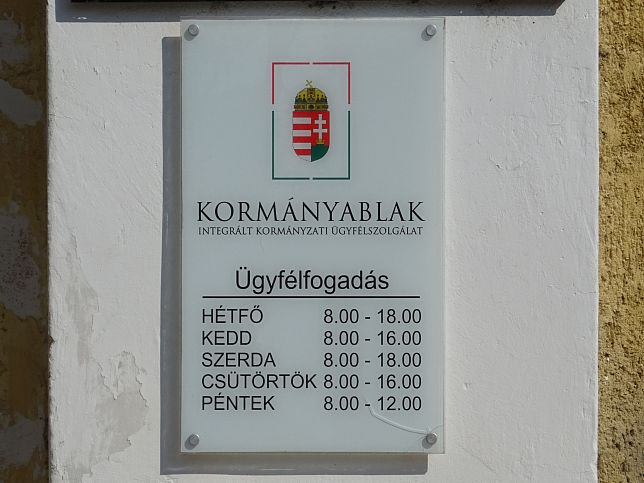 KORMÁNYABLAK
INTEGRÁLT KORMÁNYZATI ÜGYFÉLSZOLGÁLAT
Ügyfélfogadás
HÉTFŐ 8.00 - 18.00
KEDD 8.00 - 16.00
SZERDA 8.00 - 18.00
CSÜTÖRTÖK 8.00 - 16.00
PÉNTEK 8.00 - 12.00